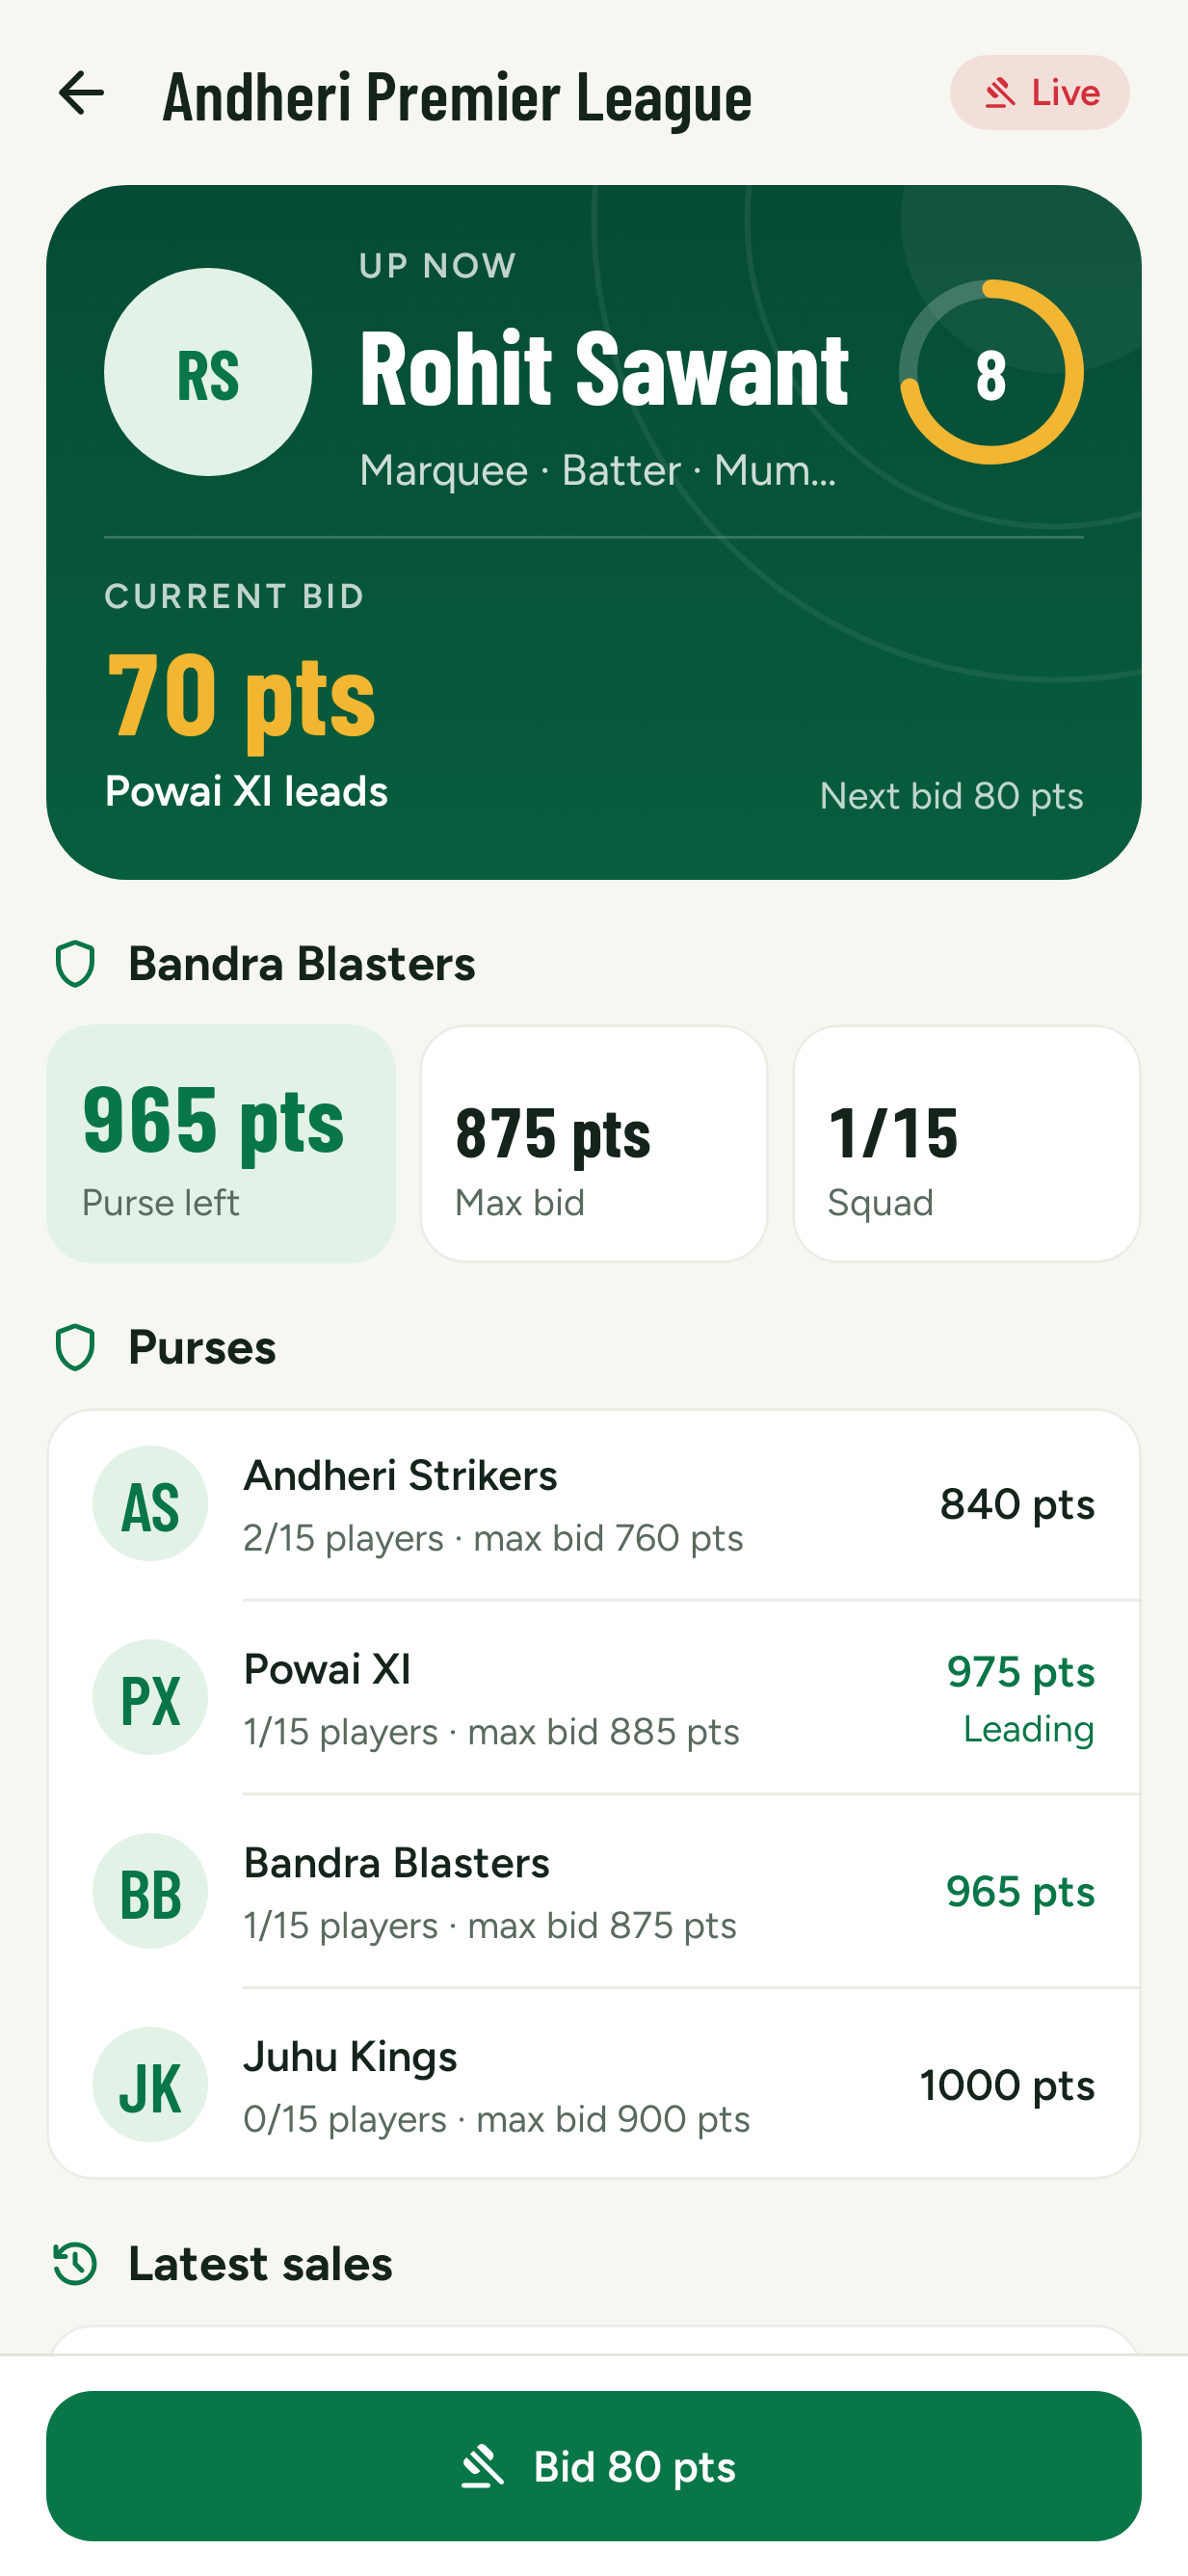 Andheri Premier League
Live
UP NOW
RS
Rohit Sawant
8
Marquee · Batter · Mum...
CURRENT BID
70 pts
Powai XI leads
Next bid 80 pts
Bandra Blasters
965 pts
Purse left
875 pts
Max bid
1/15
Squad
Purses
AS
Andheri Strikers
2/15 players · max bid 760 pts
840 pts
PX
Powai XI
1/15 players · max bid 885 pts
975 pts
Leading
BB
Bandra Blasters
1/15 players · max bid 875 pts
965 pts
JK
Juhu Kings
0/15 players · max bid 900 pts
1000 pts
Latest sales
Bid 80 pts